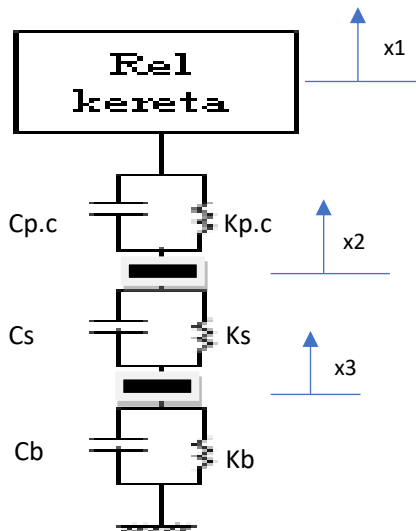 Rel
kereta
x1
Cp.c
Kp.c
x2
Cs
Ks
x3
Cb
Kb